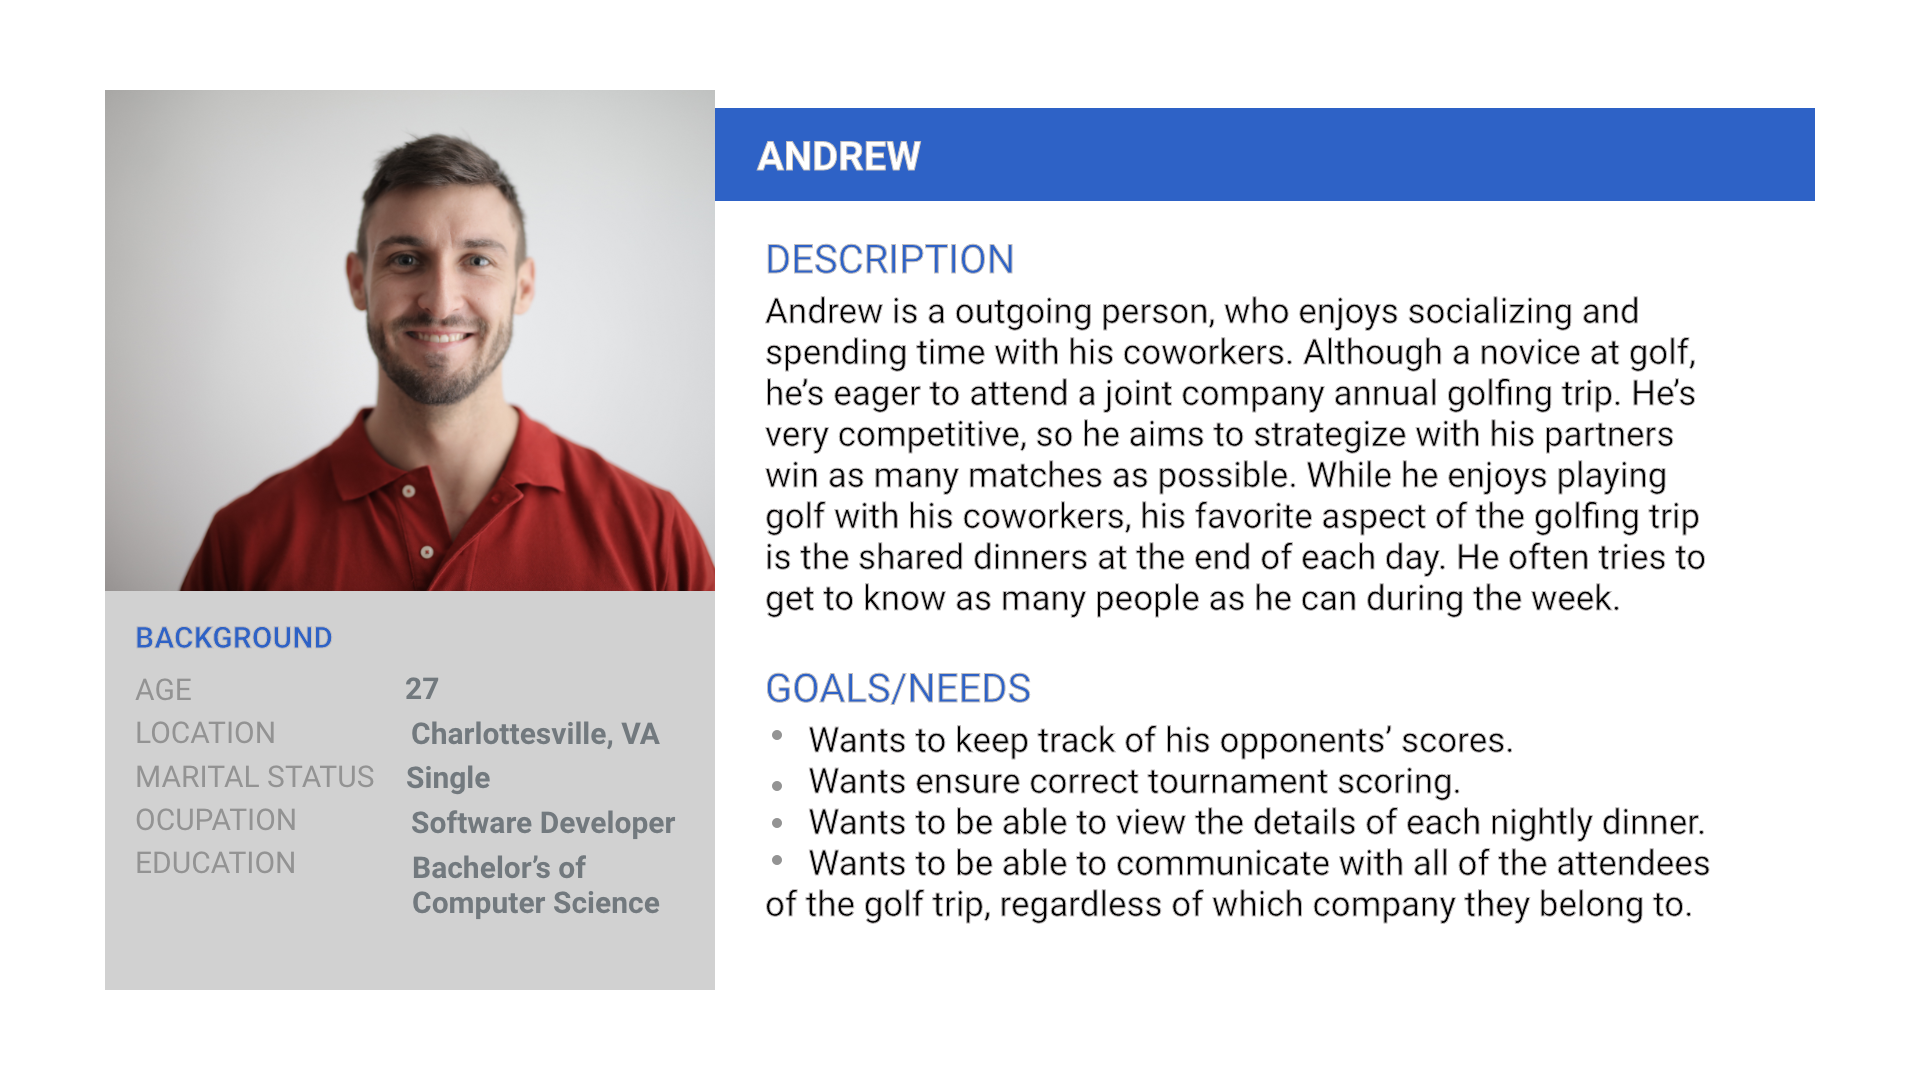 ANDREW
DESCRIPTION
Andrew is a outgoing person, who enjoys socializing and
spending time with his coworkers. Although a novice at golf,
he’s eager to attend a joint company annual golfing trip. He’s
very competitive, so he aims to strategize with his partners
win as many matches as possible. While he enjoys playing
golf with his coworkers, his favorite aspect of the golfing trip
is the shared dinners at the end of each day. He often tries to
get to know as many people as he can during the week.
GOALS/NEEDS
• Wants to keep track of his opponents’ scores.
• Wants ensure correct tournament scoring.
• Wants to be able to view the details of each nightly dinner.
• Wants to be able to communicate with all of the attendees
of the golf trip, regardless of which company they belong to.
BACKGROUND
AGE 27
LOCATION Charlottesville, VA
MARITAL STATUS Single
OCUPATION Software Developer
EDUCATION Bachelor’s of
Computer Science